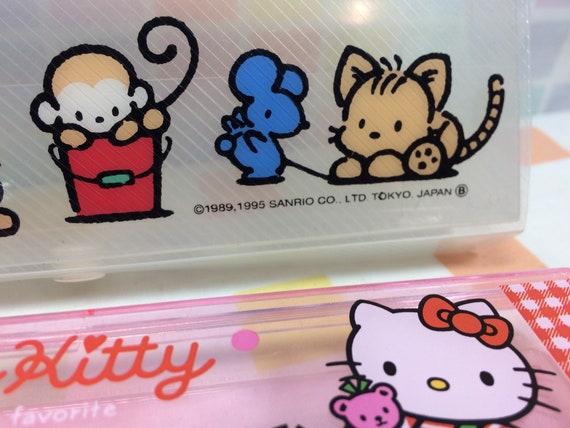 ©1989,1995 SANRIO CO., LTD. TOKYO, JAPAN Ⓑ
Kitty
favorite